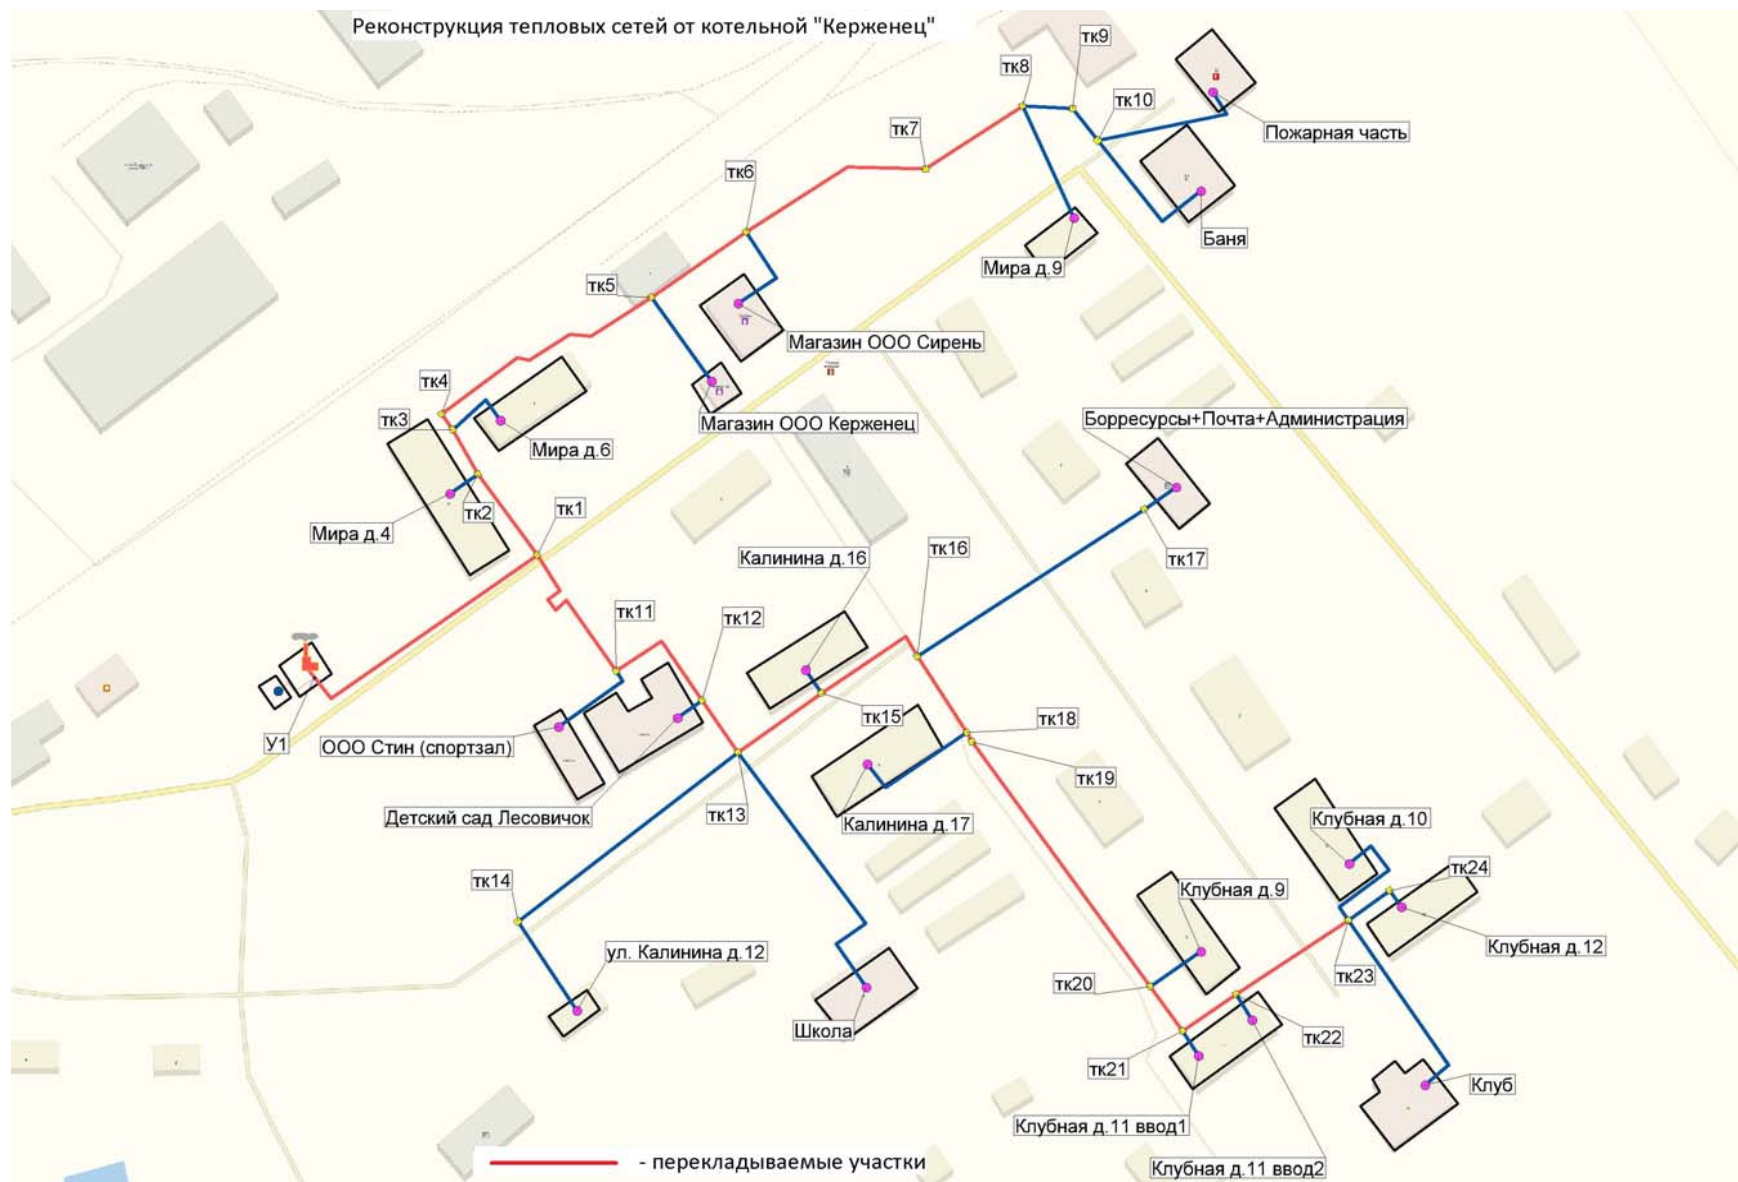 Реконструкция тепловых сетей от котельной "Керженец"
тк9
тк8
тк10
тк7
Пожарная часть
тк6
Баня
Мира д.9
тк5
Магазин ООО Сирень
тк4
тк3
Магазин ООО Керженец
Борресурсы+Почта+Администрация
Мира д.6
тк2
тк1
Мира д.4
Калинина д.16
тк16
тк17
тк11
тк12
тк15
тк18
У1
ООО Стин (спортзал)
тк19
Детский сад Лесовичок
тк13
Калинина д.17
Клубная д.10
тк24
тк14
Клубная д.9
ул. Калинина д.12
Клубная д.12
тк23
тк20
Школа
тк22
тк21
Клуб
Клубная д.11 ввод1
Клубная д.11 ввод2
- перекладываемые участки